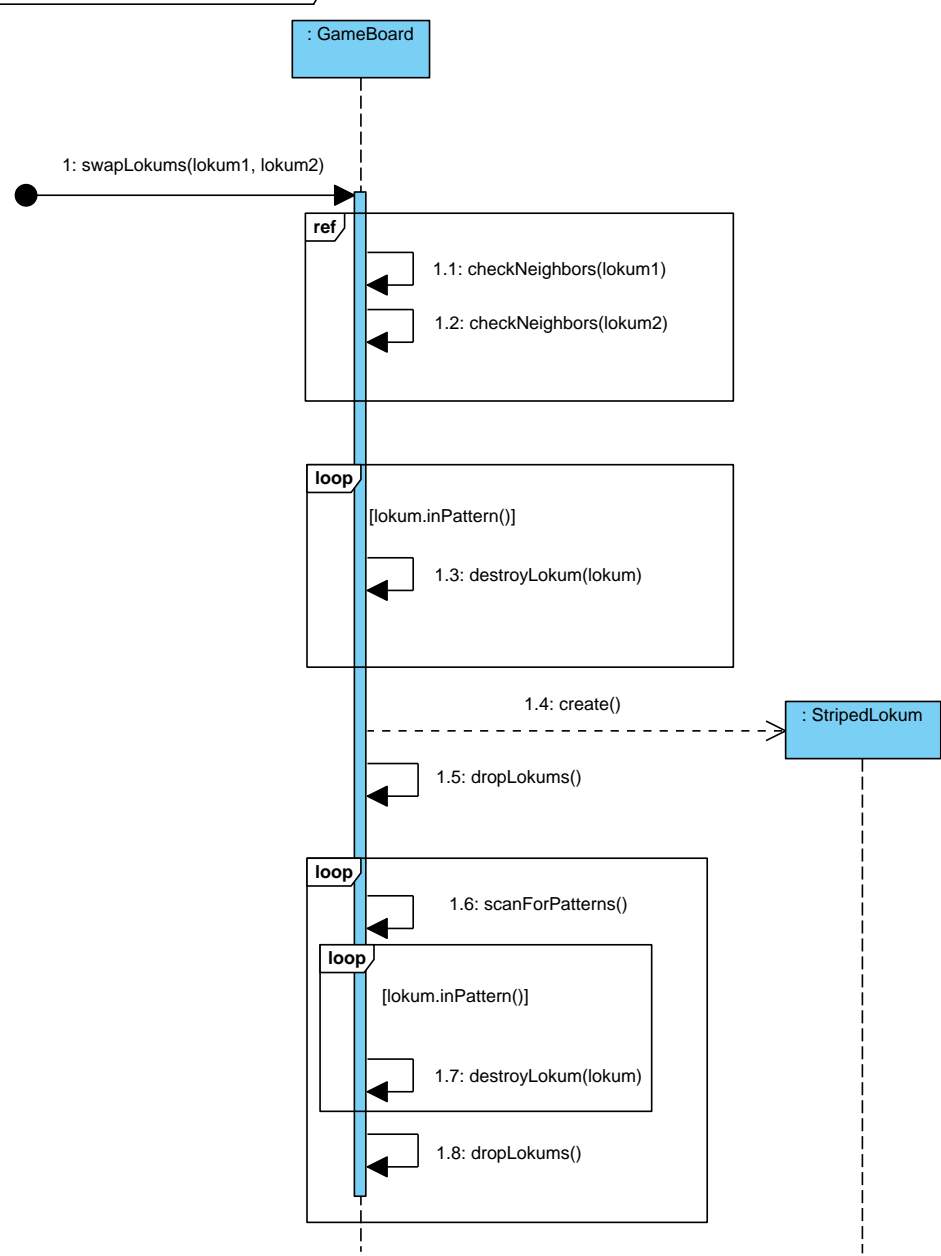 : GameBoard
1: swapLokums(lokum1, lokum2)
ref
1.1: checkNeighbors(lokum1)
1.2: checkNeighbors(lokum2)
loop
[lokum.inPattern()]
1.3: destroyLokum(lokum)
1.4: create()
: StripedLokum
1.5: dropLokums()
loop
1.6: scanForPatterns()
loop
[lokum.inPattern()]
1.7: destroyLokum(lokum)
1.8: dropLokums()